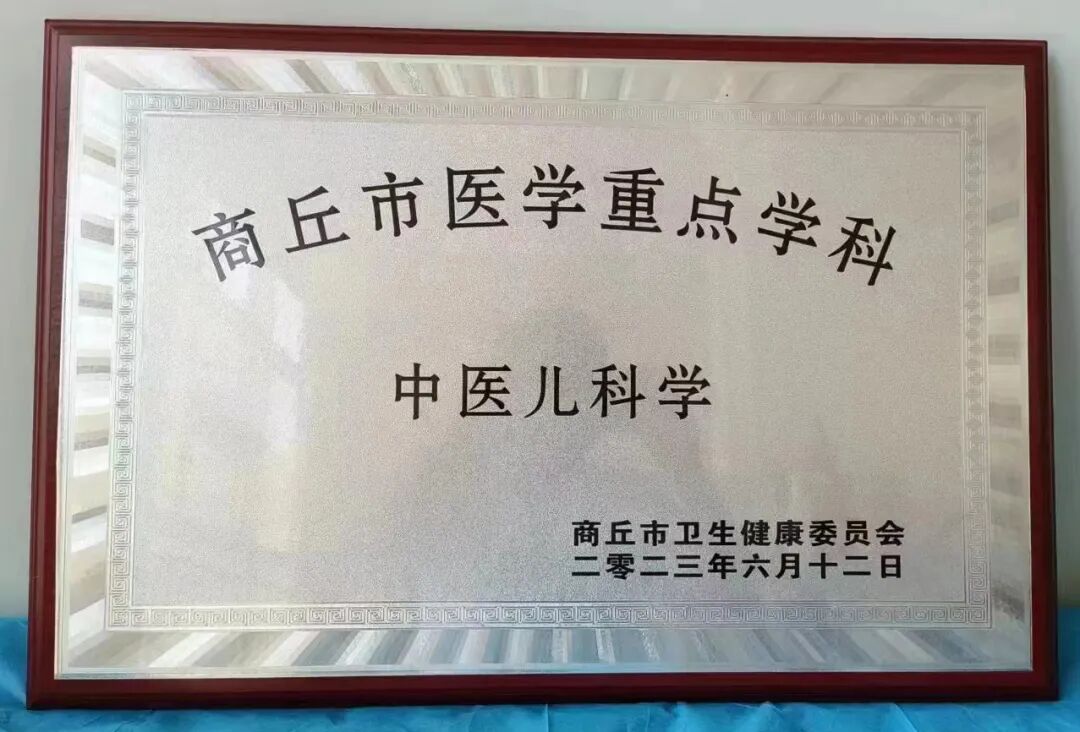 商丘市医学重点学科
中医儿科学
商丘市卫生健康委员会
二零二三年六月十二日